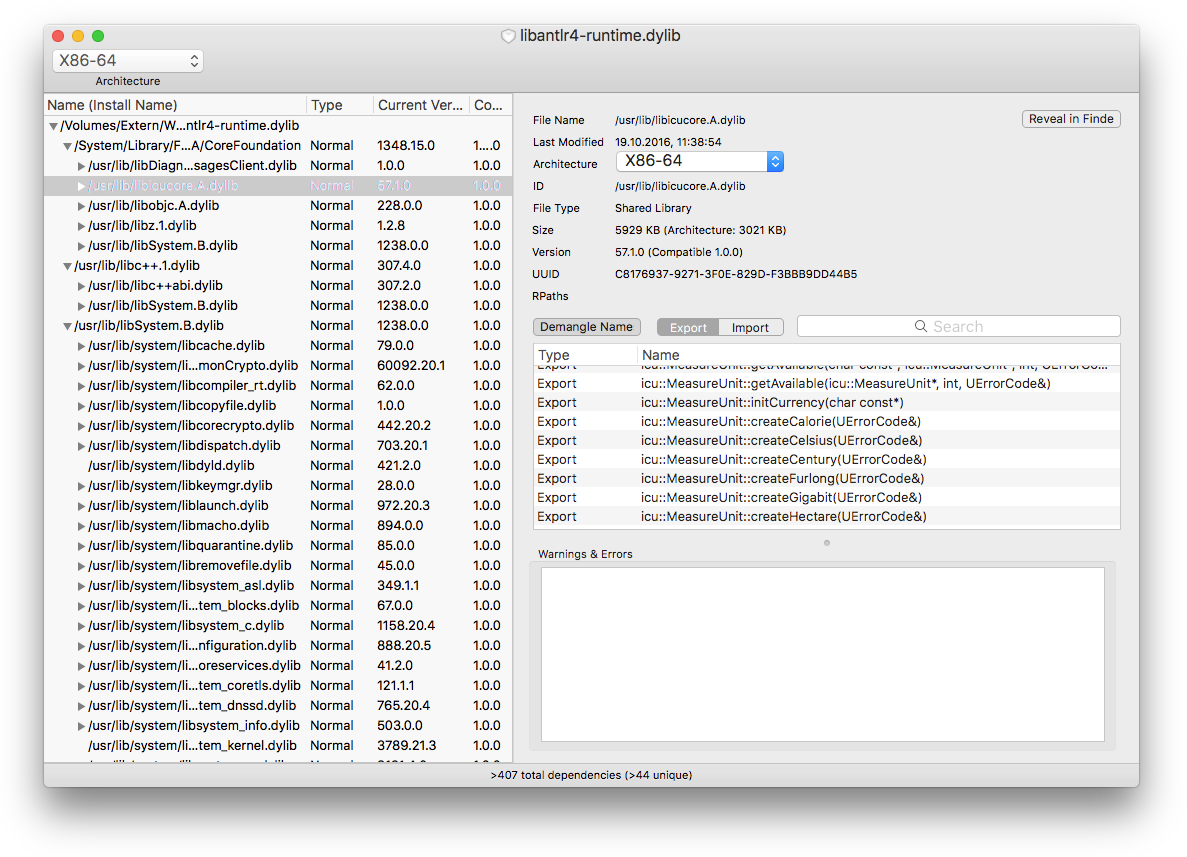 libantlr4-runtime.dylib
X86-64
Architecture
Name (Install Name) Type Current Ver... Co...
/Volumes/Extern/W...ntlr4-runtime.dylib
/System/Library/F...A/CoreFoundation Normal 1348.15.0 1....0
/usr/lib/libDiagn...sagesClient.dylib Normal 1.0.0 1.0.0
/usr/lib/libicucore.A.dylib Normal 57.1.0 1.0.0
/usr/lib/libobjc.A.dylib Normal 228.0.0 1.0.0
/usr/lib/libz.1.dylib Normal 1.2.8 1.0.0
/usr/lib/libSystem.B.dylib Normal 1238.0.0 1.0.0
/usr/lib/libc++.1.dylib Normal 307.4.0 1.0.0
/usr/lib/libc++abi.dylib Normal 307.2.0 1.0.0
/usr/lib/libSystem.B.dylib Normal 1238.0.0 1.0.0
/usr/lib/libSystem.B.dylib Normal 1238.0.0 1.0.0
/usr/lib/system/libcache.dylib Normal 79.0.0 1.0.0
/usr/lib/system/li...monCrypto.dylib Normal 60092.20.1 1.0.0
/usr/lib/system/libcompiler_rt.dylib Normal 62.0.0 1.0.0
/usr/lib/system/libcopyfile.dylib Normal 1.0.0 1.0.0
/usr/lib/system/libcorecrypto.dylib Normal 442.20.2 1.0.0
/usr/lib/system/libdispatch.dylib Normal 703.20.1 1.0.0
/usr/lib/system/libdyld.dylib Normal 421.2.0 1.0.0
/usr/lib/system/libkeymgr.dylib Normal 28.0.0 1.0.0
/usr/lib/system/liblaunch.dylib Normal 972.20.3 1.0.0
/usr/lib/system/libmacho.dylib Normal 894.0.0 1.0.0
/usr/lib/system/libquarantine.dylib Normal 85.0.0 1.0.0
/usr/lib/system/libremovefile.dylib Normal 45.0.0 1.0.0
/usr/lib/system/libsystem_asl.dylib Normal 349.1.1 1.0.0
/usr/lib/system/li...tem_blocks.dylib Normal 67.0.0 1.0.0
/usr/lib/system/libsystem_c.dylib Normal 1158.20.4 1.0.0
/usr/lib/system/li...nfiguration.dylib Normal 888.20.5 1.0.0
/usr/lib/system/li...oreservices.dylib Normal 41.2.0 1.0.0
/usr/lib/system/li...tem_coretls.dylib Normal 121.1.1 1.0.0
/usr/lib/system/li...tem_dnssd.dylib Normal 765.20.4 1.0.0
/usr/lib/system/libsystem_info.dylib Normal 503.0.0 1.0.0
/usr/lib/system/li...tem_kernel.dylib Normal 3789.21.3 1.0.0
File Name /usr/lib/libicucore.A.dylib Reveal in Finde
Last Modified 19.10.2016, 11:38:54
Architecture X86-64
ID /usr/lib/libicucore.A.dylib
File Type Shared Library
Size 5929 KB (Architecture: 3021 KB)
Version 57.1.0 (Compatible 1.0.0)
UUID C8176937-9271-3F0E-829D-F3BBB9DD44B5
RPaths
Demangle Name Export Import Search
Type Name
Export icu::MeasureUnit::getAvailable(char const*, icu::MeasureUnit*, int, UErrorCo...
Export icu::MeasureUnit::getAvailable(icu::MeasureUnit*, int, UErrorCode&)
Export icu::MeasureUnit::initCurrency(char const*)
Export icu::MeasureUnit::createCalorie(UErrorCode&)
Export icu::MeasureUnit::createCelsius(UErrorCode&)
Export icu::MeasureUnit::createCentury(UErrorCode&)
Export icu::MeasureUnit::createFurlong(UErrorCode&)
Export icu::MeasureUnit::createGigabit(UErrorCode&)
Export icu::MeasureUnit::createHectare(UErrorCode&)
Warnings & Errors
>407 total dependencies (>44 unique)